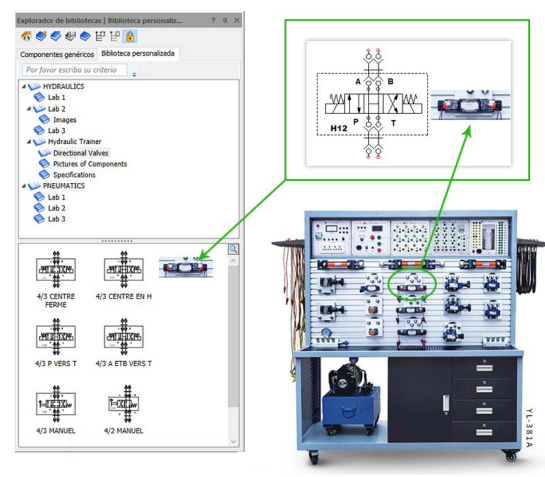 Explorador de bibliotecas | Biblioteca personaliz...
Componentes genéricos
Biblioteca personalizada
Por favor escriba su criterio
HYDRAULICS
Lab 1
Lab 2
Images
Lab 3
Hydraulic Trainer
Directional Valves
Pictures of Components
Specifications
PNEUMATICS
Lab 1
Lab 2
Lab 3
4/3 CENTRE
FERME
4/3 CENTRE EN H
4/3 P VERS T
4/3 A ETB VERS T
4/3 MANUEL
4/2 MANUEL
A B
P T
H12
YL-381A